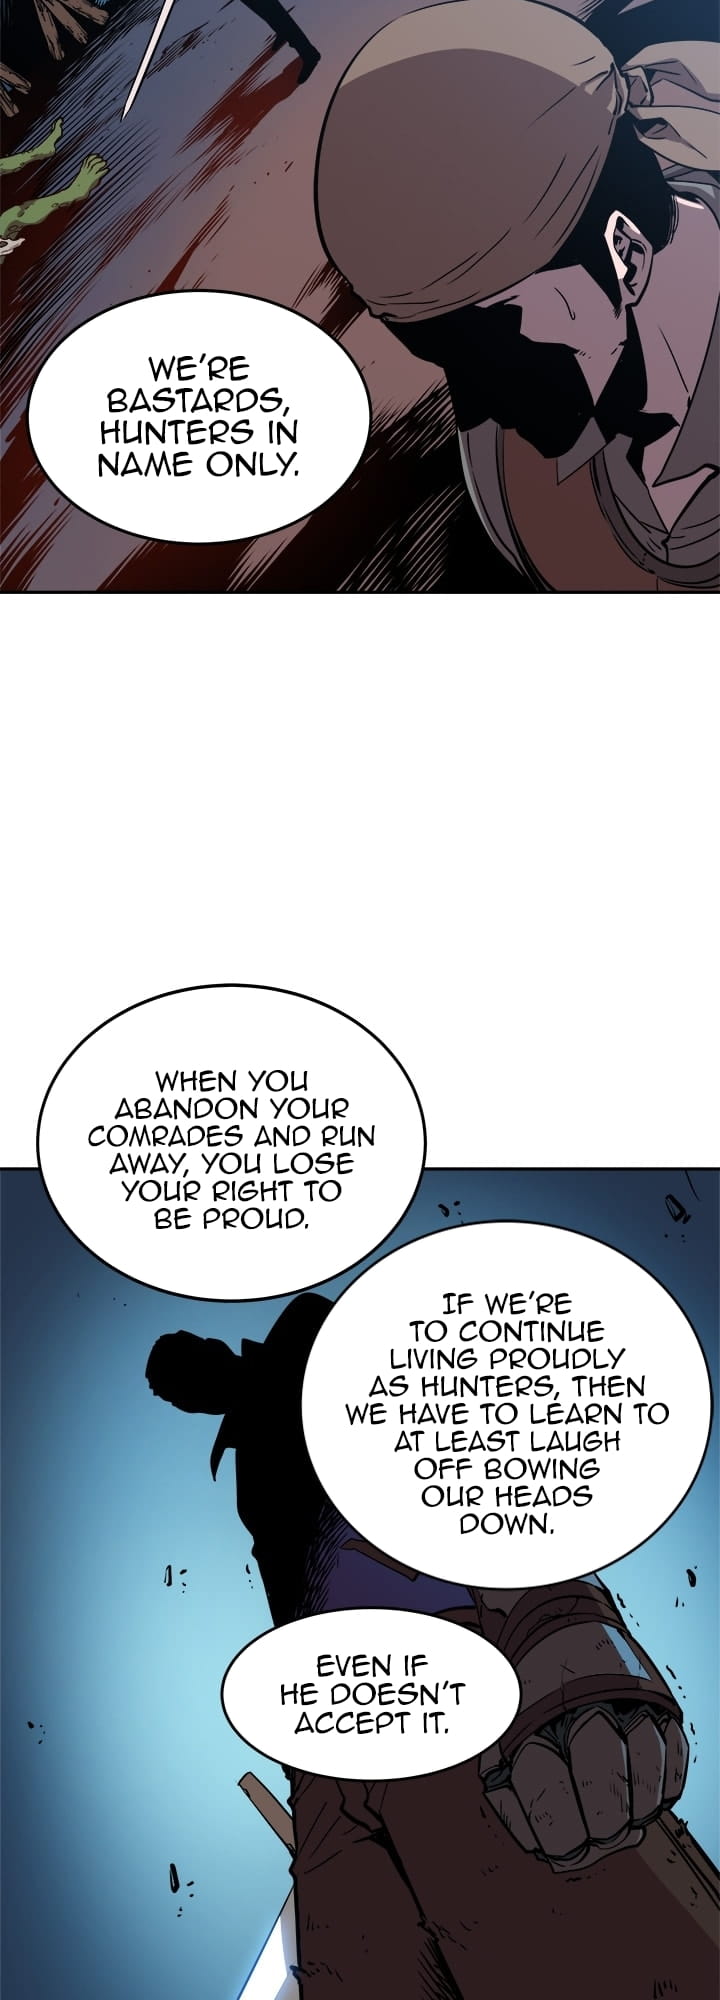 WE'RE
BASTARDS,
HUNTERS IN
NAME ONLY.
WHEN YOU
ABANDON YOUR
COMRADES AND RUN
AWAY, YOU LOSE
YOUR RIGHT TO
BE PROUD.
IF WE'RE
TO CONTINUE
LIVING PROUDLY
AS HUNTERS, THEN
WE HAVE TO LEARN TO
AT LEAST LAUGH
OFF BOWING
OUR HEADS
DOWN.
EVEN IF
HE DOESN'T
ACCEPT IT.